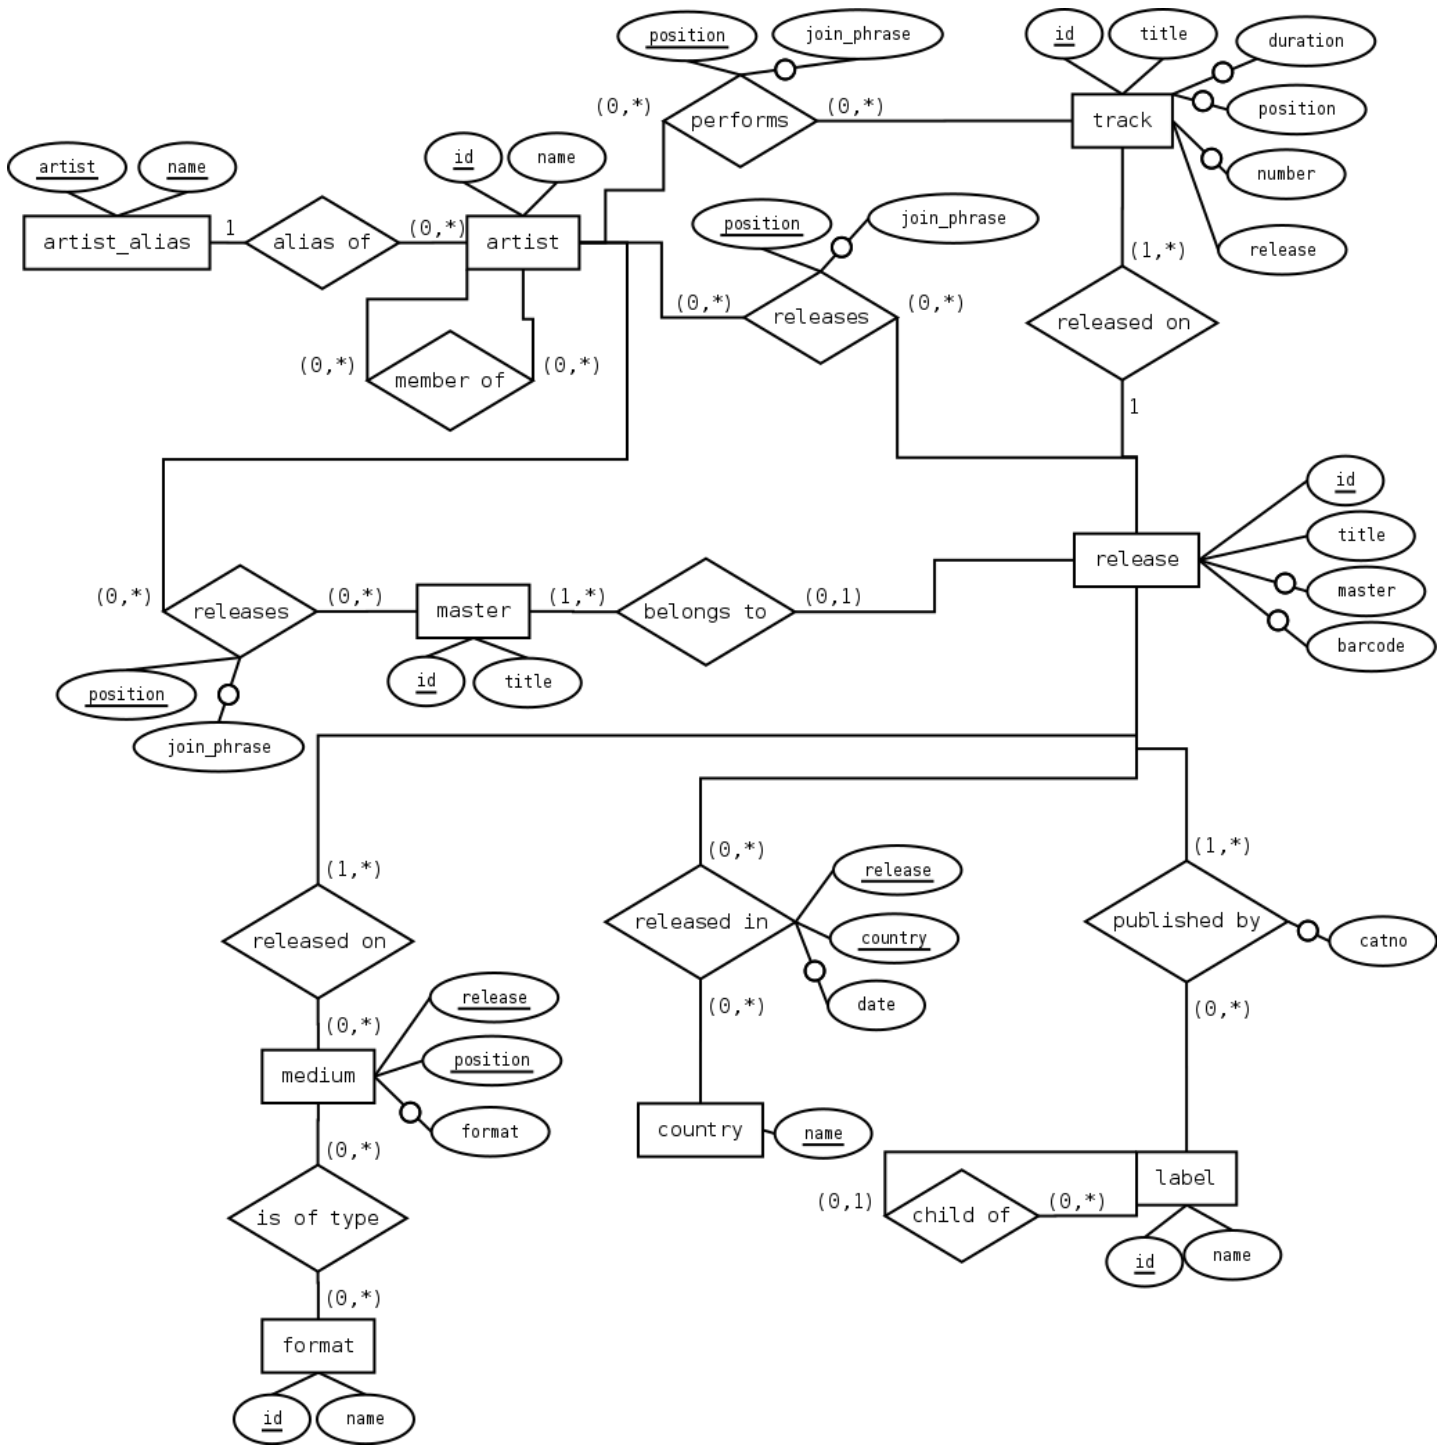 position
join_phrase
id
title
duration
(0,*)
performs
(0,*)
track
position
artist
name
id
name
number
artist_alias
1
alias of
(0,*)
artist
position
join_phrase
release
(1,*)
(0,*)
releases
(0,*)
released on
(0,*)
member of
(0,*)
1
id
title
release
master
barcode
(0,*)
releases
(0,*)
master
(1,*)
belongs to
(0,1)
position
id
title
join_phrase
(1,*)
(0,*)
(1,*)
release
released on
released in
country
published by
catno
date
(0,*)
(0,*)
(0,*)
release
position
medium
format
country
name
(0,*)
is of type
label
(0,1)
child of
(0,*)
id
name
(0,*)
format
id
name